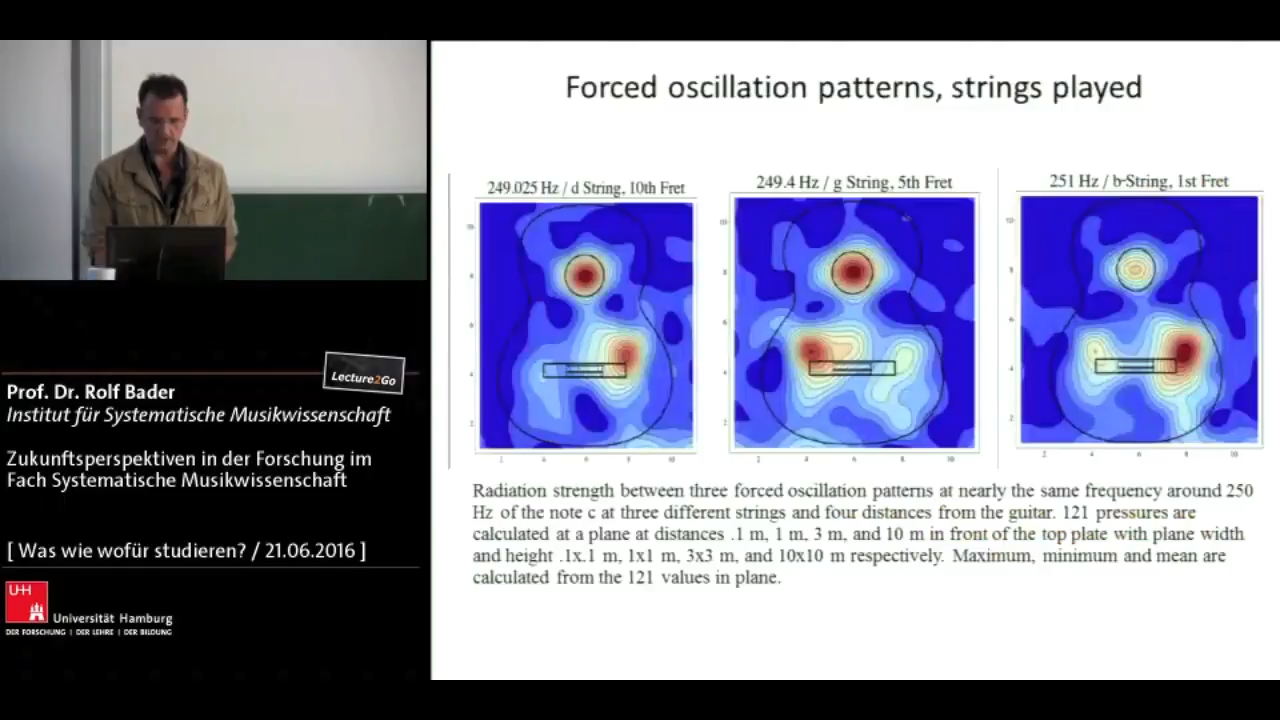 Forced oscillation patterns, strings played
249.025 Hz / d String, 10th Fret
249.4 Hz / g String, 5th Fret
251 Hz / b-String, 1st Fret
Radiation strength between three forced oscillation patterns at nearly the same frequency around 250
Hz of the note c at three different strings and four distances from the guitar. 121 pressures are
calculated at a plane at distances .1 m, 1 m, 3 m, and 10 m in front of the top plate with plane width
and height .1x.1 m, 1x1 m, 3x3 m, and 10x10 m respectively. Maximum, minimum and mean are
calculated from the 121 values in plane.
Lecture2Go
Prof. Dr. Rolf Bader
Institut für Systematische Musikwissenschaft
Zukunftsperspektiven in der Forschung im
Fach Systematische Musikwissenschaft
[ Was wie wofür studieren? / 21.06.2016 ]
UH
Universität Hamburg
DER FORSCHUNG | DER LEHRE | DER BILDUNG